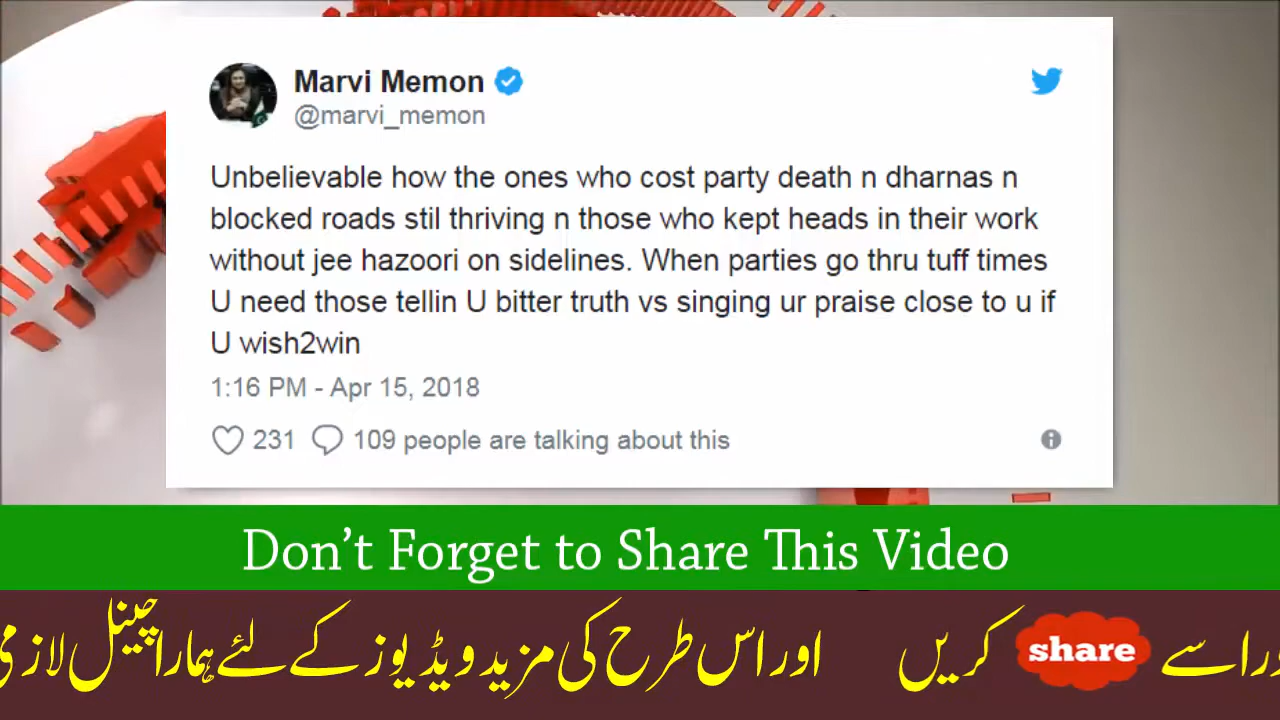 Marvi Memon
@marvi_memon
Unbelievable how the ones who cost party death n dharnas n
blocked roads stil thriving n those who kept heads in their work
without jee hazoori on sidelines. When parties go thru tuff times
U need those tellin U bitter truth vs singing ur praise close to u if
U wish2win
1:16 PM - Apr 15, 2018
231 109 people are talking about this
Don't Forget to Share This Video
اسے share کریں اور اس طرح کی مزید ویڈیوز کے لئے ہمارا چینل لازمی